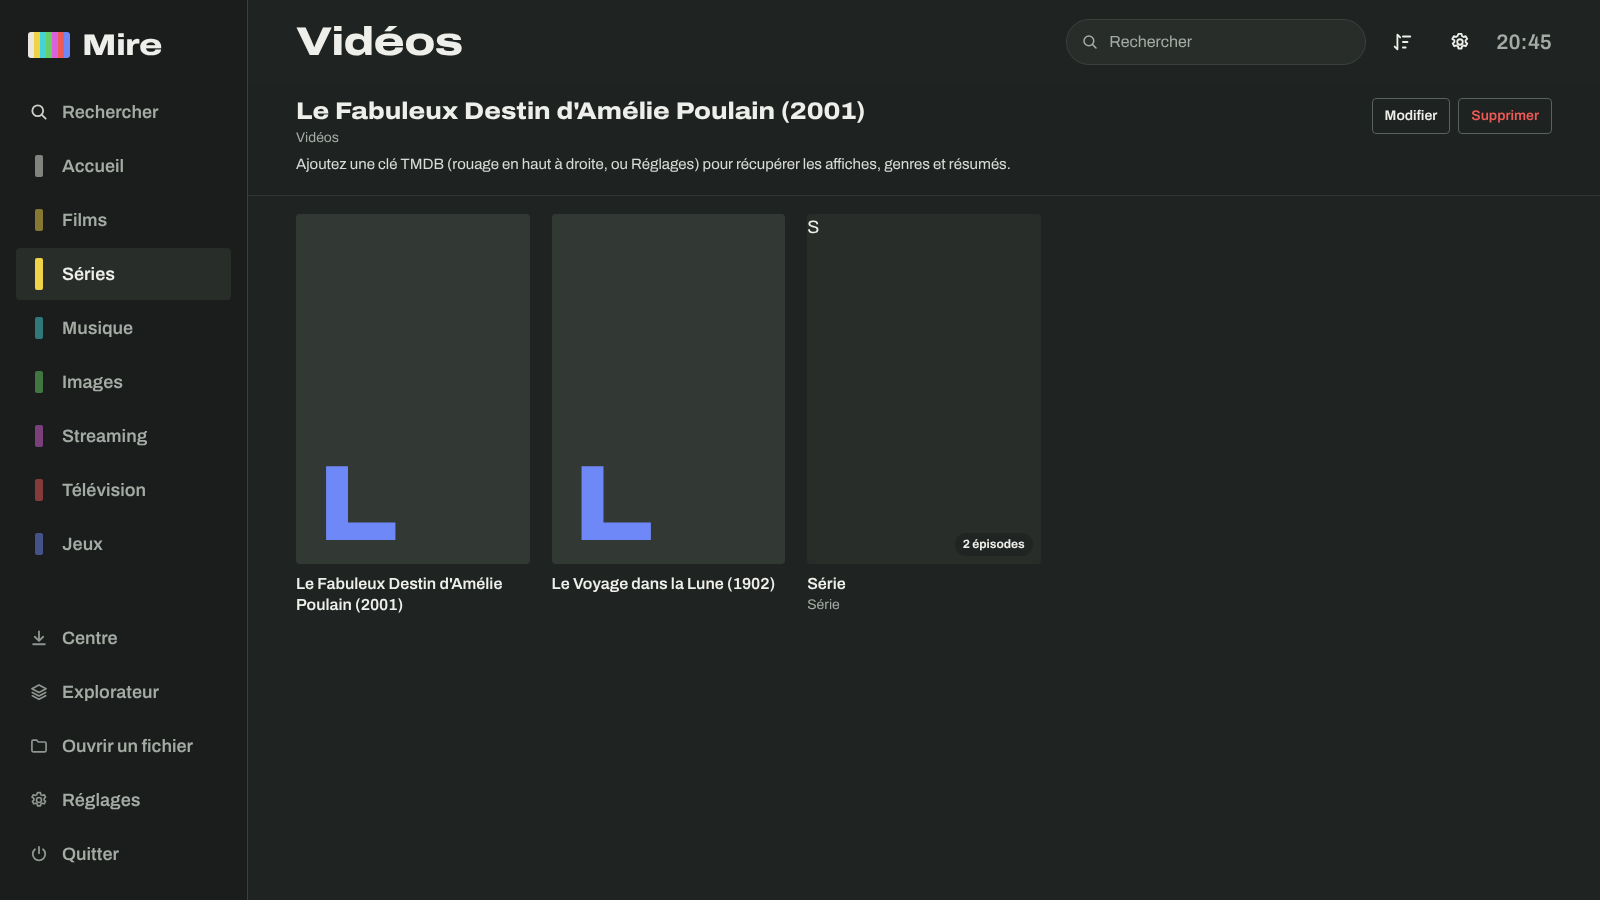 Mire
Rechercher
Accueil
Films
Séries
Musique
Images
Streaming
Télévision
Jeux
Centre
Explorateur
Ouvrir un fichier
Réglages
Quitter
Vidéos
Rechercher
20:45
Le Fabuleux Destin d'Amélie Poulain (2001)
Vidéos
Ajoutez une clé TMDB (rouage en haut à droite, ou Réglages) pour récupérer les affiches, genres et résumés.
Modifier
Supprimer
L
Le Fabuleux Destin d'Amélie
Poulain (2001)
L
Le Voyage dans la Lune (1902)
S
2 épisodes
Série
Série